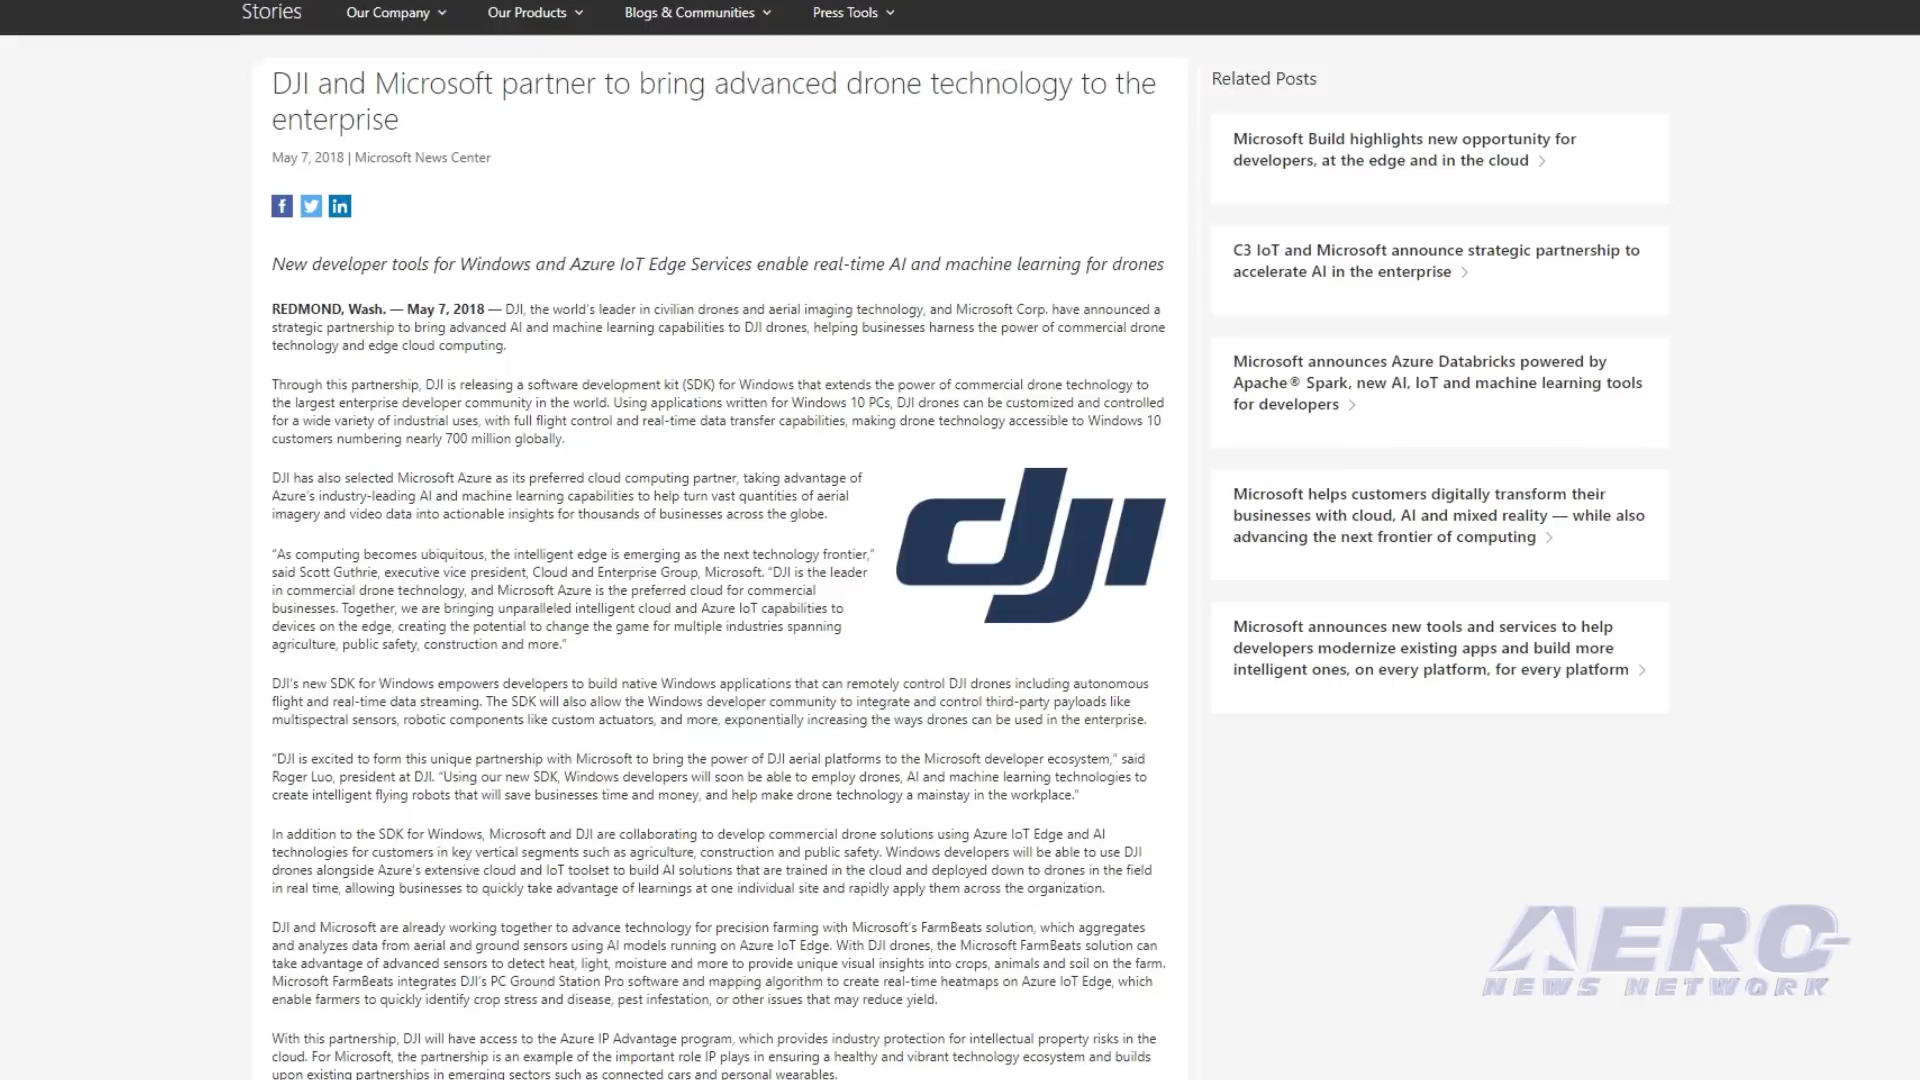 Stories
Our Company
Our Products
Blogs & Communities
Press Tools
DJI and Microsoft partner to bring advanced drone technology to the
enterprise
May 7, 2018 | Microsoft News Center
f
in
New developer tools for Windows and Azure IoT Edge Services enable real-time AI and machine learning for drones
REDMOND, Wash. — May 7, 2018 — DJI, the world's leader in civilian drones and aerial imaging technology, and Microsoft Corp. have announced a
strategic partnership to bring advanced AI and machine learning capabilities to DJI drones, helping businesses harness the power of commercial drone
technology and edge cloud computing.
Through this partnership, DJI is releasing a software development kit (SDK) for Windows that extends the power of commercial drone technology to
the largest enterprise developer community in the world. Using applications written for Windows 10 PCs, DJI drones can be customized and controlled
for a wide variety of industrial uses, with full flight control and real-time data transfer capabilities, making drone technology accessible to Windows 10
customers numbering nearly 700 million globally.
DJI has also selected Microsoft Azure as its preferred cloud computing partner, taking advantage of
Azure's industry-leading AI and machine learning capabilities to help turn vast quantities of aerial
imagery and video data into actionable insights for thousands of businesses across the globe.
dji
"As computing becomes ubiquitous, the intelligent edge is emerging as the next technology frontier,"
said Scott Guthrie, executive vice president, Cloud and Enterprise Group, Microsoft. "DJI is the leader
in commercial drone technology, and Microsoft Azure is the preferred cloud for commercial
businesses. Together, we are bringing unparalleled intelligent cloud and Azure IoT capabilities to
devices on the edge, creating the potential to change the game for multiple industries spanning
agriculture, public safety, construction and more."
DJI's new SDK for Windows empowers developers to build native Windows applications that can remotely control DJI drones including autonomous
flight and real-time data streaming. The SDK will also allow the Windows developer community to integrate and control third-party payloads like
multispectral sensors, robotic components like custom actuators, and more, exponentially increasing the ways drones can be used in the enterprise.
"DJI is excited to form this unique partnership with Microsoft to bring the power of DJI aerial platforms to the Microsoft developer ecosystem," said
Roger Luo, president at DJI. "Using our new SDK, Windows developers will soon be able to employ drones, AI and machine learning technologies to
create intelligent flying robots that will save businesses time and money, and help make drone technology a mainstay in the workplace."
In addition to the SDK for Windows, Microsoft and DJI are collaborating to develop commercial drone solutions using Azure IoT Edge and AI
technologies for customers in key vertical segments such as agriculture, construction and public safety. Windows developers will be able to use DJI
drones alongside Azure's extensive cloud and IoT toolset to build AI solutions that are trained in the cloud and deployed down to drones in the field
in real time, allowing businesses to quickly take advantage of learnings at one individual site and rapidly apply them across the organization.
DJI and Microsoft are already working together to advance technology for precision farming with Microsoft's FarmBeats solution, which aggregates
and analyzes data from aerial and ground sensors using AI models running on Azure IoT Edge. With DJI drones, the Microsoft FarmBeats solution can
take advantage of advanced sensors to detect heat, light, moisture and more to provide unique visual insights into crops, animals and soil on the farm.
Microsoft FarmBeats integrates DJI's PC Ground Station Pro software and mapping algorithm to create real-time heatmaps on Azure IoT Edge, which
enable farmers to quickly identify crop stress and disease, pest infestation, or other issues that may reduce yield.
With this partnership, DJI will have access to the Azure IP Advantage program, which provides industry protection for intellectual property risks in the
cloud. For Microsoft, the partnership is an example of the important role IP plays in ensuring a healthy and vibrant technology ecosystem and builds
upon existing partnerships in emerging sectors such as connected cars and personal wearables.
Related Posts
Microsoft Build highlights new opportunity for
developers, at the edge and in the cloud
C3 IoT and Microsoft announce strategic partnership to
accelerate AI in the enterprise
Microsoft announces Azure Databricks powered by
Apache® Spark, new AI, IoT and machine learning tools
for developers
Microsoft helps customers digitally transform their
businesses with cloud, AI and mixed reality — while also
advancing the next frontier of computing
Microsoft announces new tools and services to help
developers modernize existing apps and build more
intelligent ones, on every platform, for every platform
AERO
NEWS NETWORK